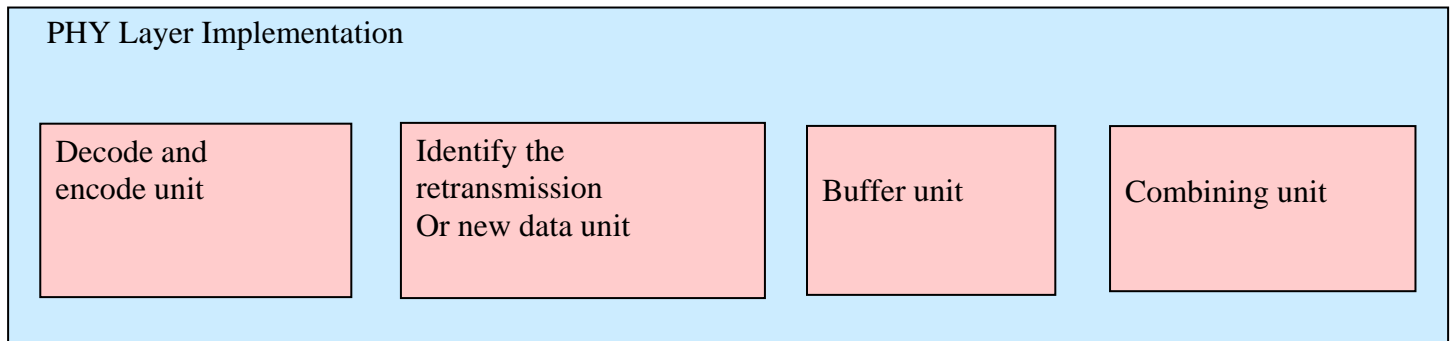 PHY Layer Implementation
Decode and
encode unit
Identify the
retransmission
Or new data unit
Buffer unit
Combining unit